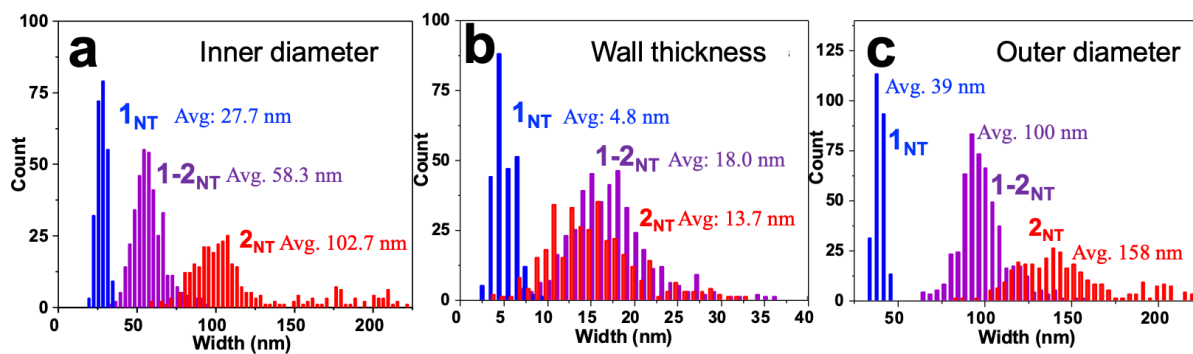 a Inner diameter
1NT Avg: 27.7 nm
1-2NT Avg. 58.3 nm
2NT Avg. 102.7 nm
Count
100
75
50
25
0
0 50 100 150 200
Width (nm)
b Wall thickness
1NT Avg: 4.8 nm
1-2NT Avg: 18.0 nm
2NT Avg: 13.7 nm
Count
100
75
50
25
0
0 5 10 15 20 25 30 35 40
Width (nm)
c Outer diameter
Avg. 39 nm
1NT
Avg. 100 nm
1-2NT
2NT
Avg. 158 nm
Count
125
100
75
50
25
0
50 100 150 200
Width (nm)